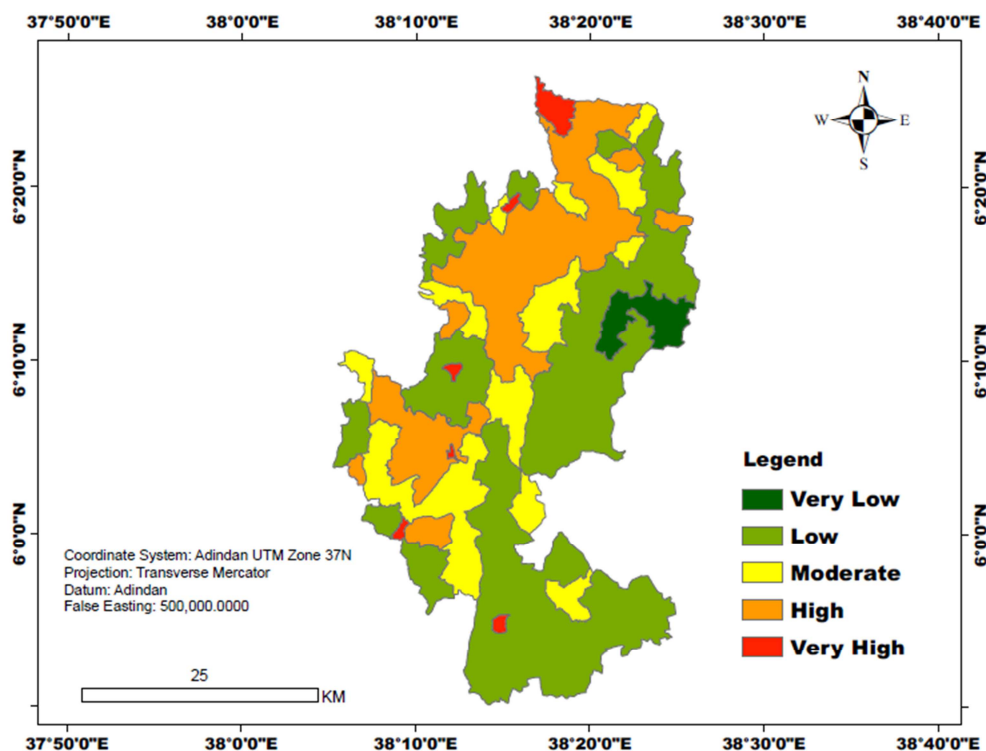 37°50'0"E 38°0'0"E 38°10'0"E 38°20'0"E 38°30'0"E 38°40'0"E
N
W E
S
6°20'0"N 6°20'0"N
6°10'0"N 6°10'0"N
6°0'0"N 6°0'0"N
Legend
Very Low
Low
Moderate
High
Very High
Coordinate System: Adindan UTM Zone 37N
Projection: Transverse Mercator
Datum: Adindan
False Easting: 500,000.0000
25
KM
37°50'0"E 38°0'0"E 38°10'0"E 38°20'0"E 38°30'0"E 38°40'0"E